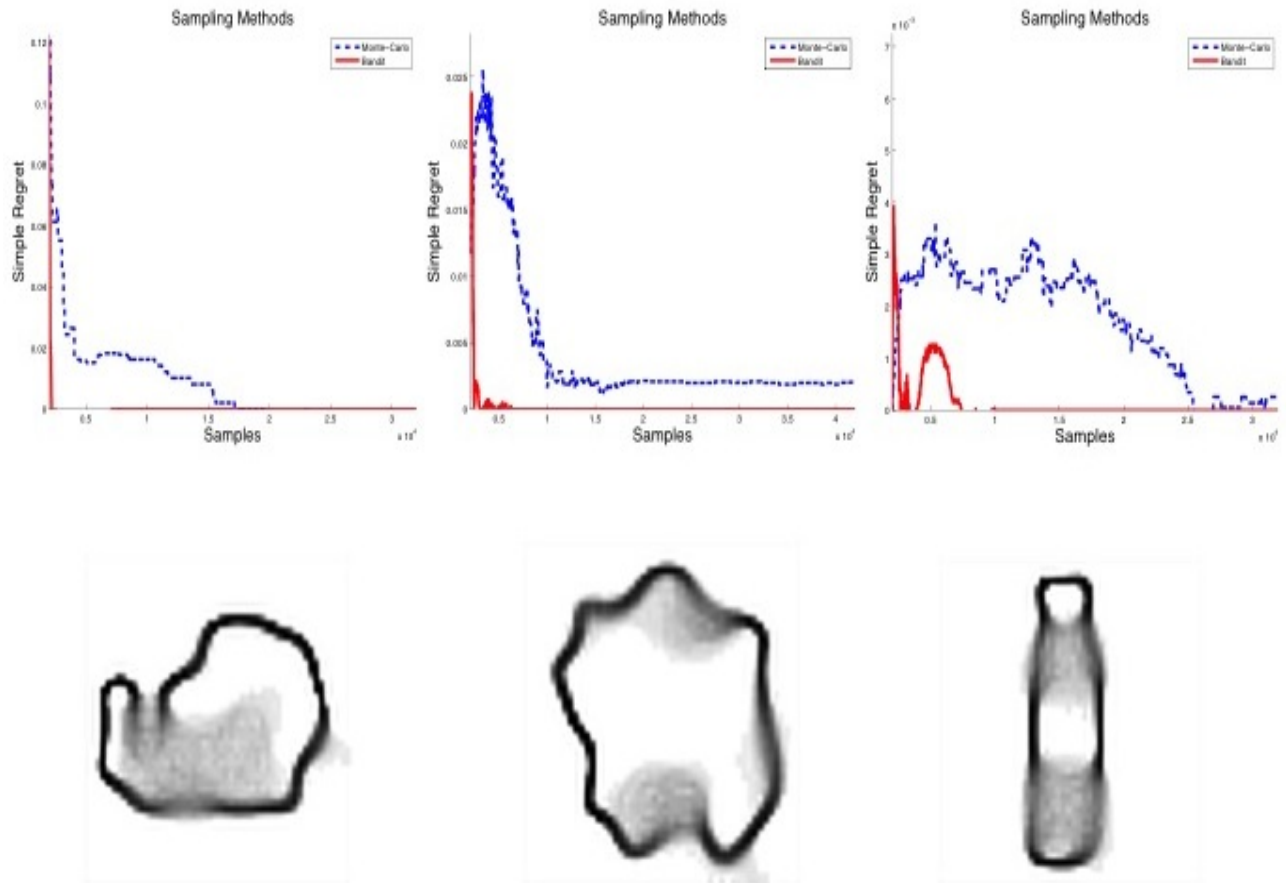 Sampling Methods
Monte-Carlo
Bandit
0.12
0.1
0.08
0.06
0.04
0.02
0
Simple Regret
0.5 1 1.5 2 2.5 3
x 10⁴
Samples
Sampling Methods
Monte-Carlo
Bandit
0.025
0.02
0.015
0.01
0.005
0
Simple Regret
0.5 1 1.5 2 2.5 3 3.5 4
x 10⁴
Samples
Sampling Methods
Monte-Carlo
Bandit
7
6
5
4
3
2
1
0
Simple Regret
0.5 1 1.5 2 2.5 3
x 10⁴
Samples